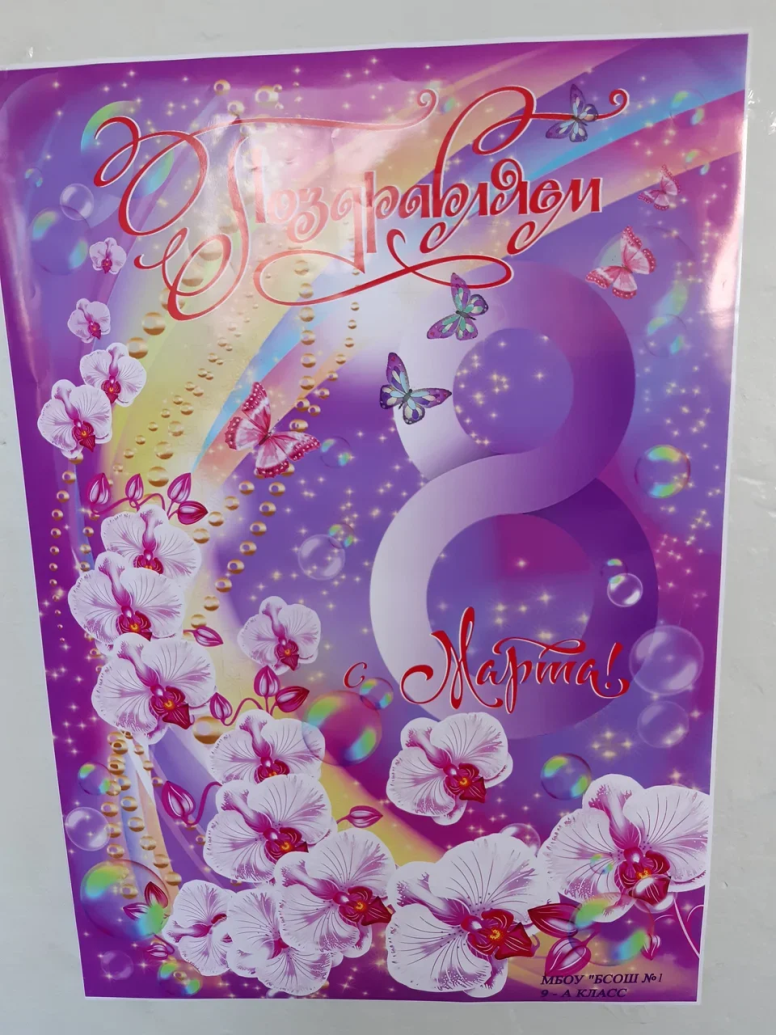 Поздравляем
8
с Марта!
МБОУ "БСОШ №1
9 - А КЛАСС